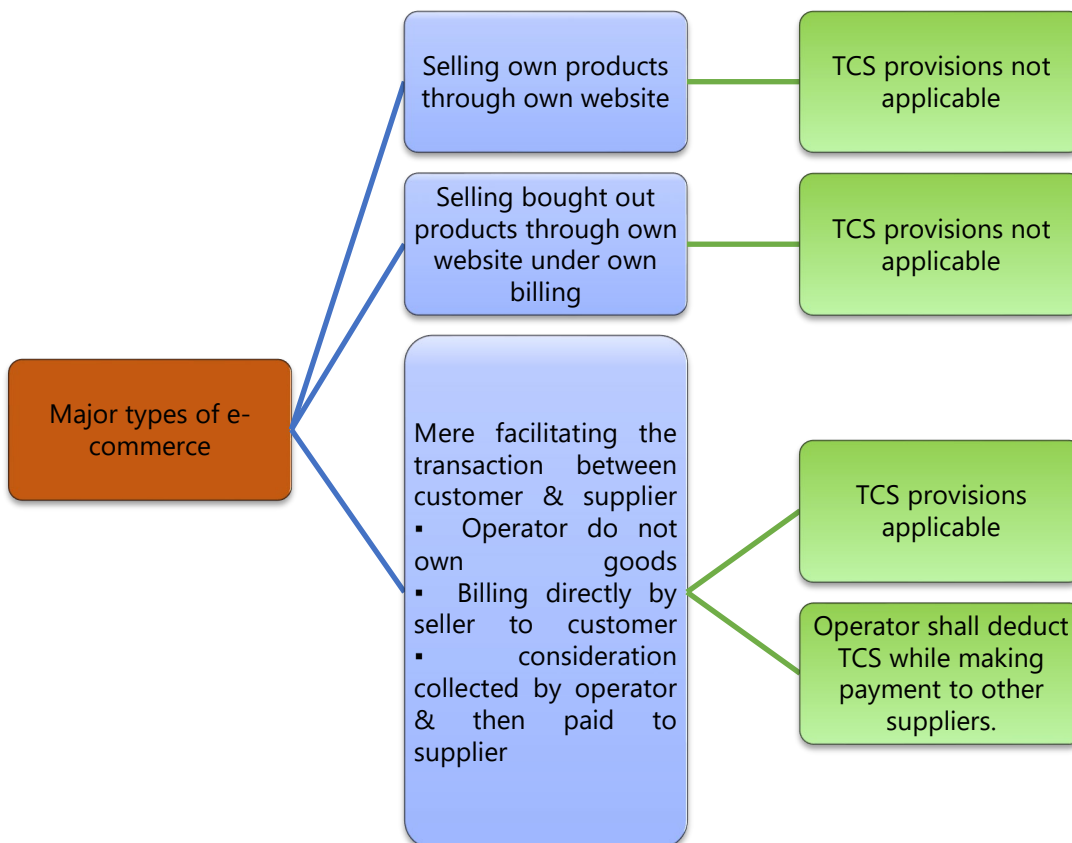 Selling own products
through own website
TCS provisions not
applicable
Selling bought out
products through own
website under own
billing
TCS provisions not
applicable
Major types of e-
commerce
Mere facilitating the
transaction between
customer & supplier
▪ Operator do not
own goods
▪ Billing directly by
seller to customer
▪ consideration
collected by operator
& then paid to
supplier
TCS provisions
applicable
Operator shall deduct
TCS while making
payment to other
suppliers.